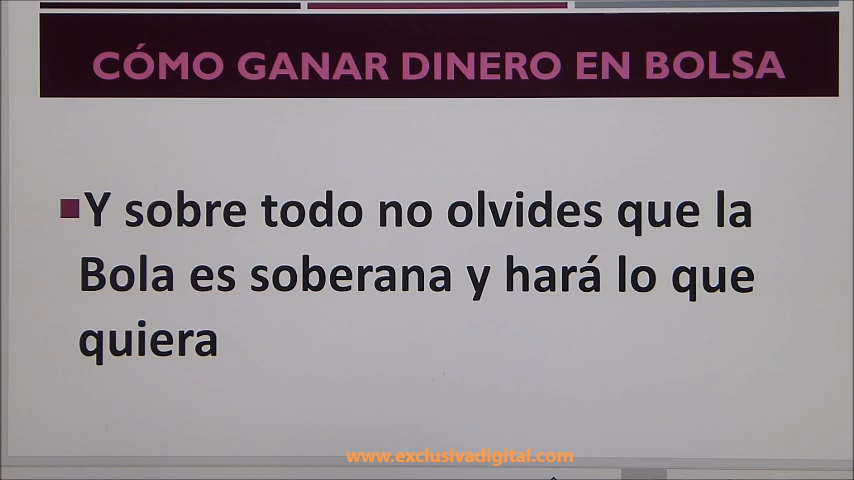 CÓMO GANAR DINERO EN BOLSA
Y sobre todo no olvides que la
Bola es soberana y hará lo que
quiera
www.exclusivadigital.com